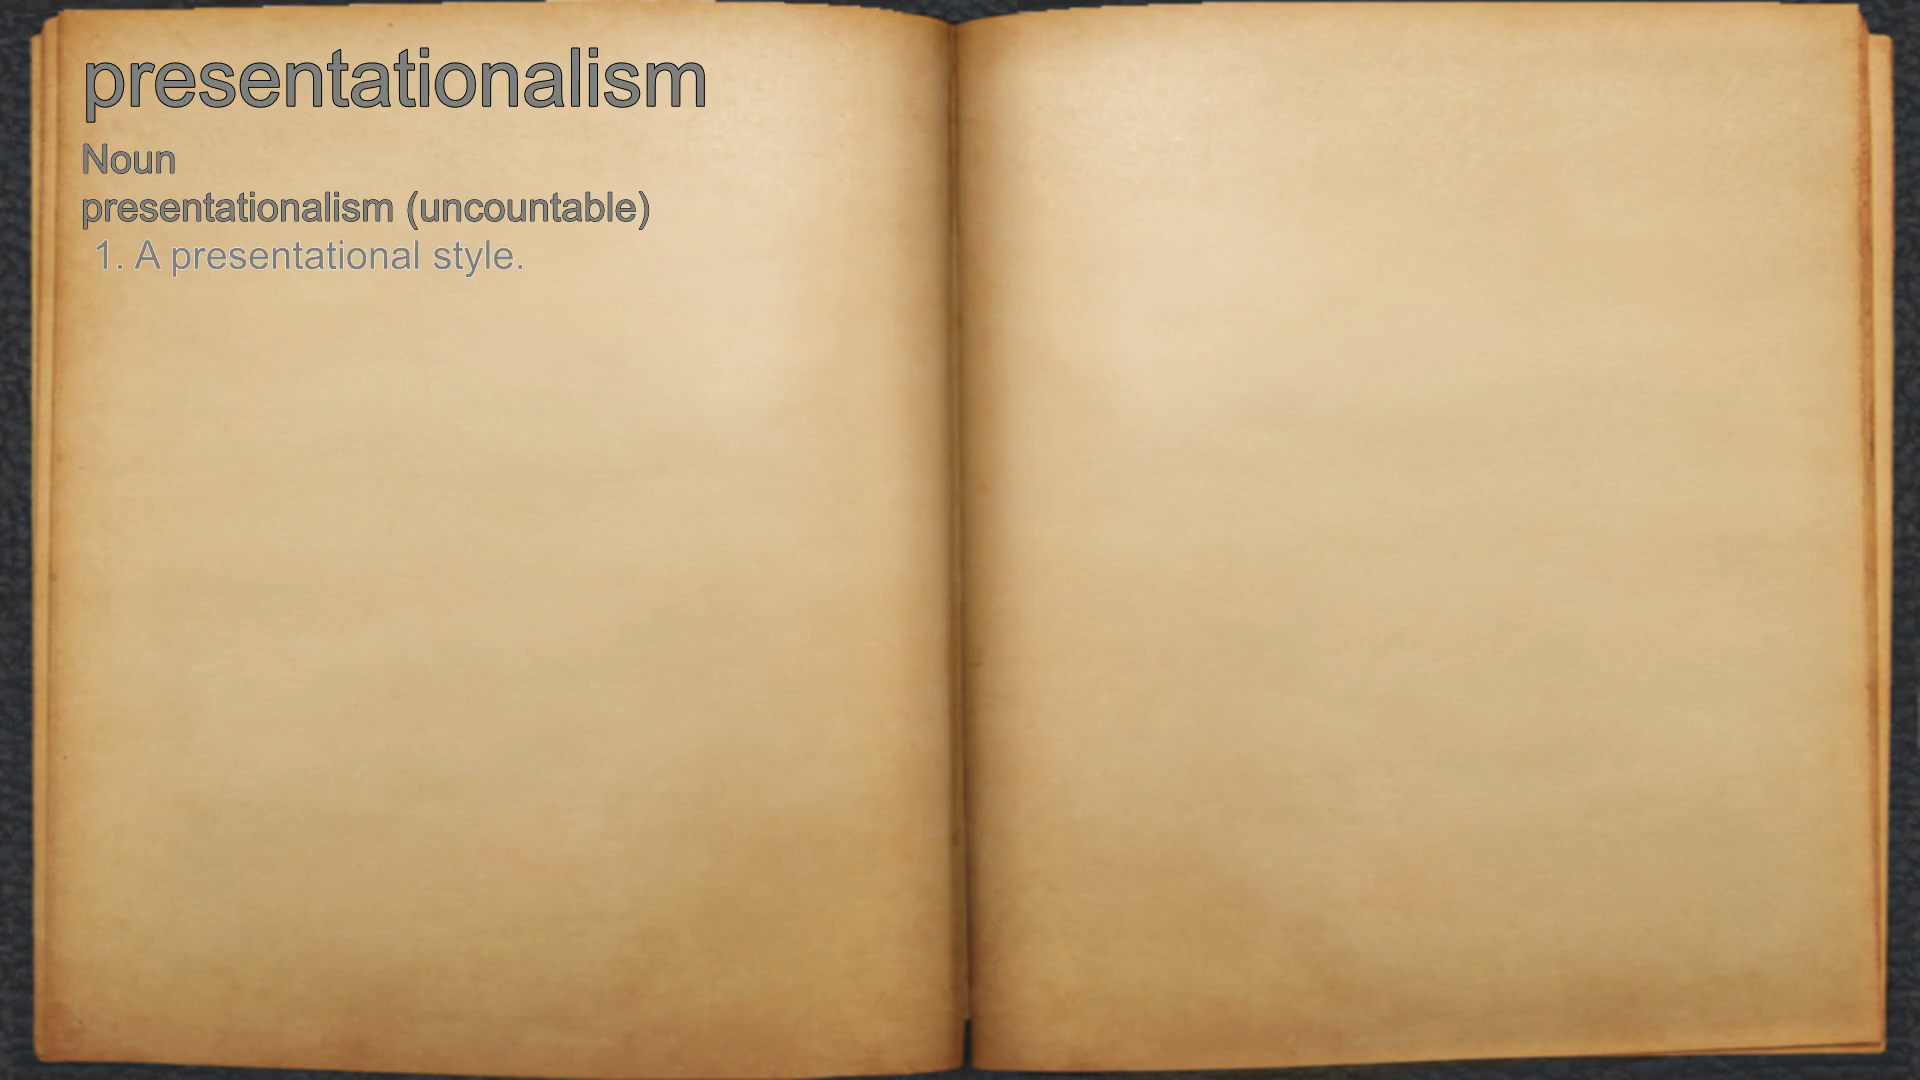 presentationalism
Noun
presentationalism (uncountable)
1. A presentational style.